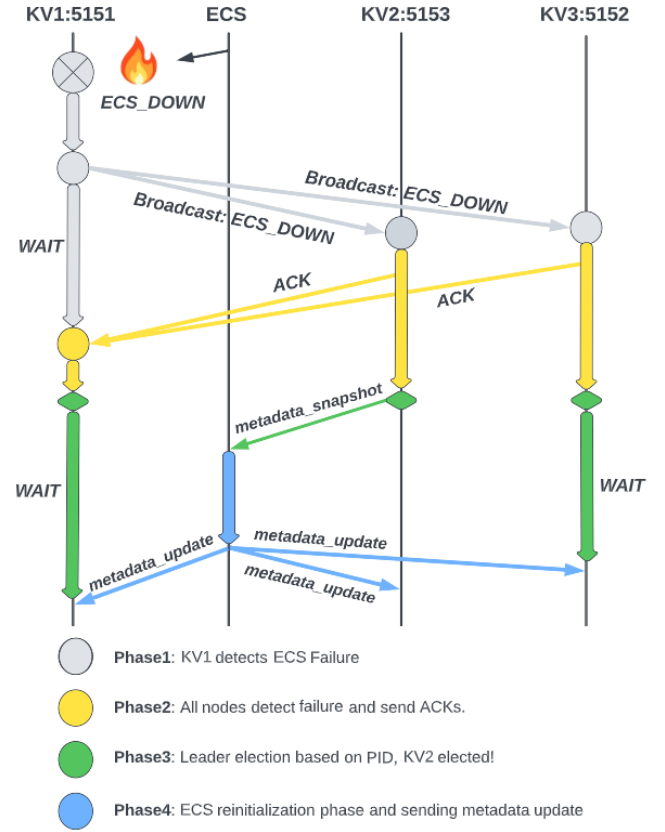 KV1:5151 ECS KV2:5153 KV3:5152
ECS_DOWN
Broadcast: ECS_DOWN
Broadcast: ECS_DOWN
WAIT
ACK
ACK
metadata_snapshot
WAIT
WAIT
metadata_update
metadata_update
metadata_update
Phase1: KV1 detects ECS Failure
Phase2: All nodes detect failure and send ACKs.
Phase3: Leader election based on PID, KV2 elected!
Phase4: ECS reinitialization phase and sending metadata update